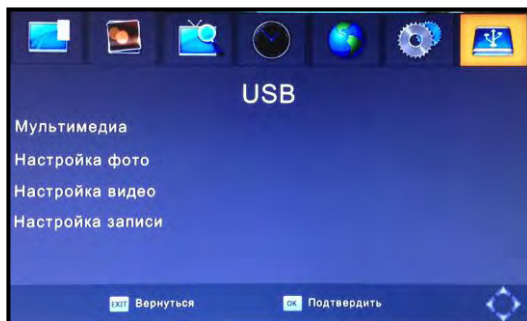 USB
Мультимедиа
Настройка фото
Настройка видео
Настройка записи
EXIT Вернуться OK Подтвердить